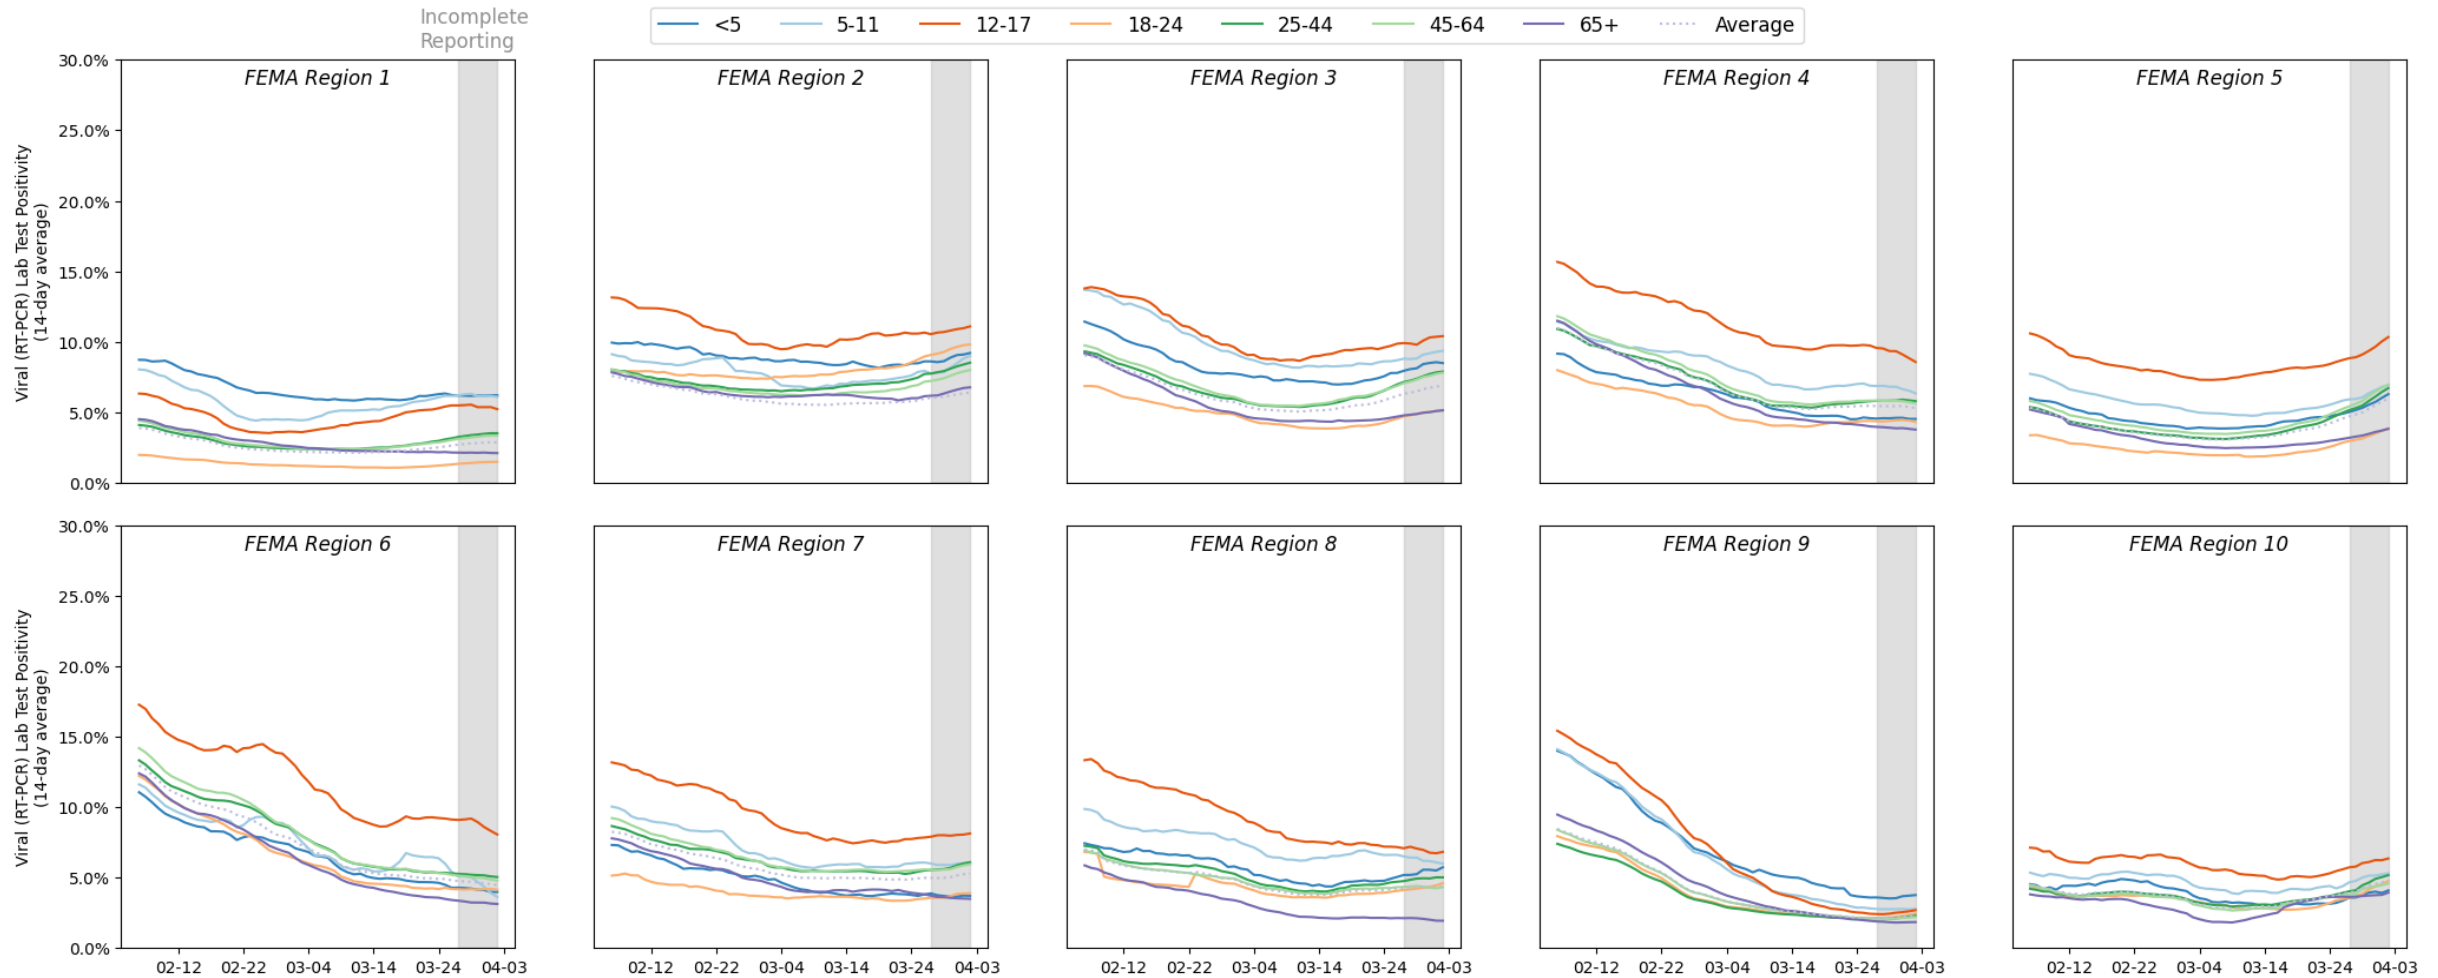 Incomplete
Reporting
<5 5-11 12-17 18-24 25-44 45-64 65+ Average
FEMA Region 1 FEMA Region 2 FEMA Region 3 FEMA Region 4 FEMA Region 5
Viral (RT-PCR) Lab Test Positivity
(14-day average)
30.0%
25.0%
20.0%
15.0%
10.0%
5.0%
0.0%
FEMA Region 6 FEMA Region 7 FEMA Region 8 FEMA Region 9 FEMA Region 10
Viral (RT-PCR) Lab Test Positivity
(14-day average)
30.0%
25.0%
20.0%
15.0%
10.0%
5.0%
0.0%
02-12 02-22 03-04 03-14 03-24 04-03 02-12 02-22 03-04 03-14 03-24 04-03 02-12 02-22 03-04 03-14 03-24 04-03 02-12 02-22 03-04 03-14 03-24 04-03 02-12 02-22 03-04 03-14 03-24 04-03